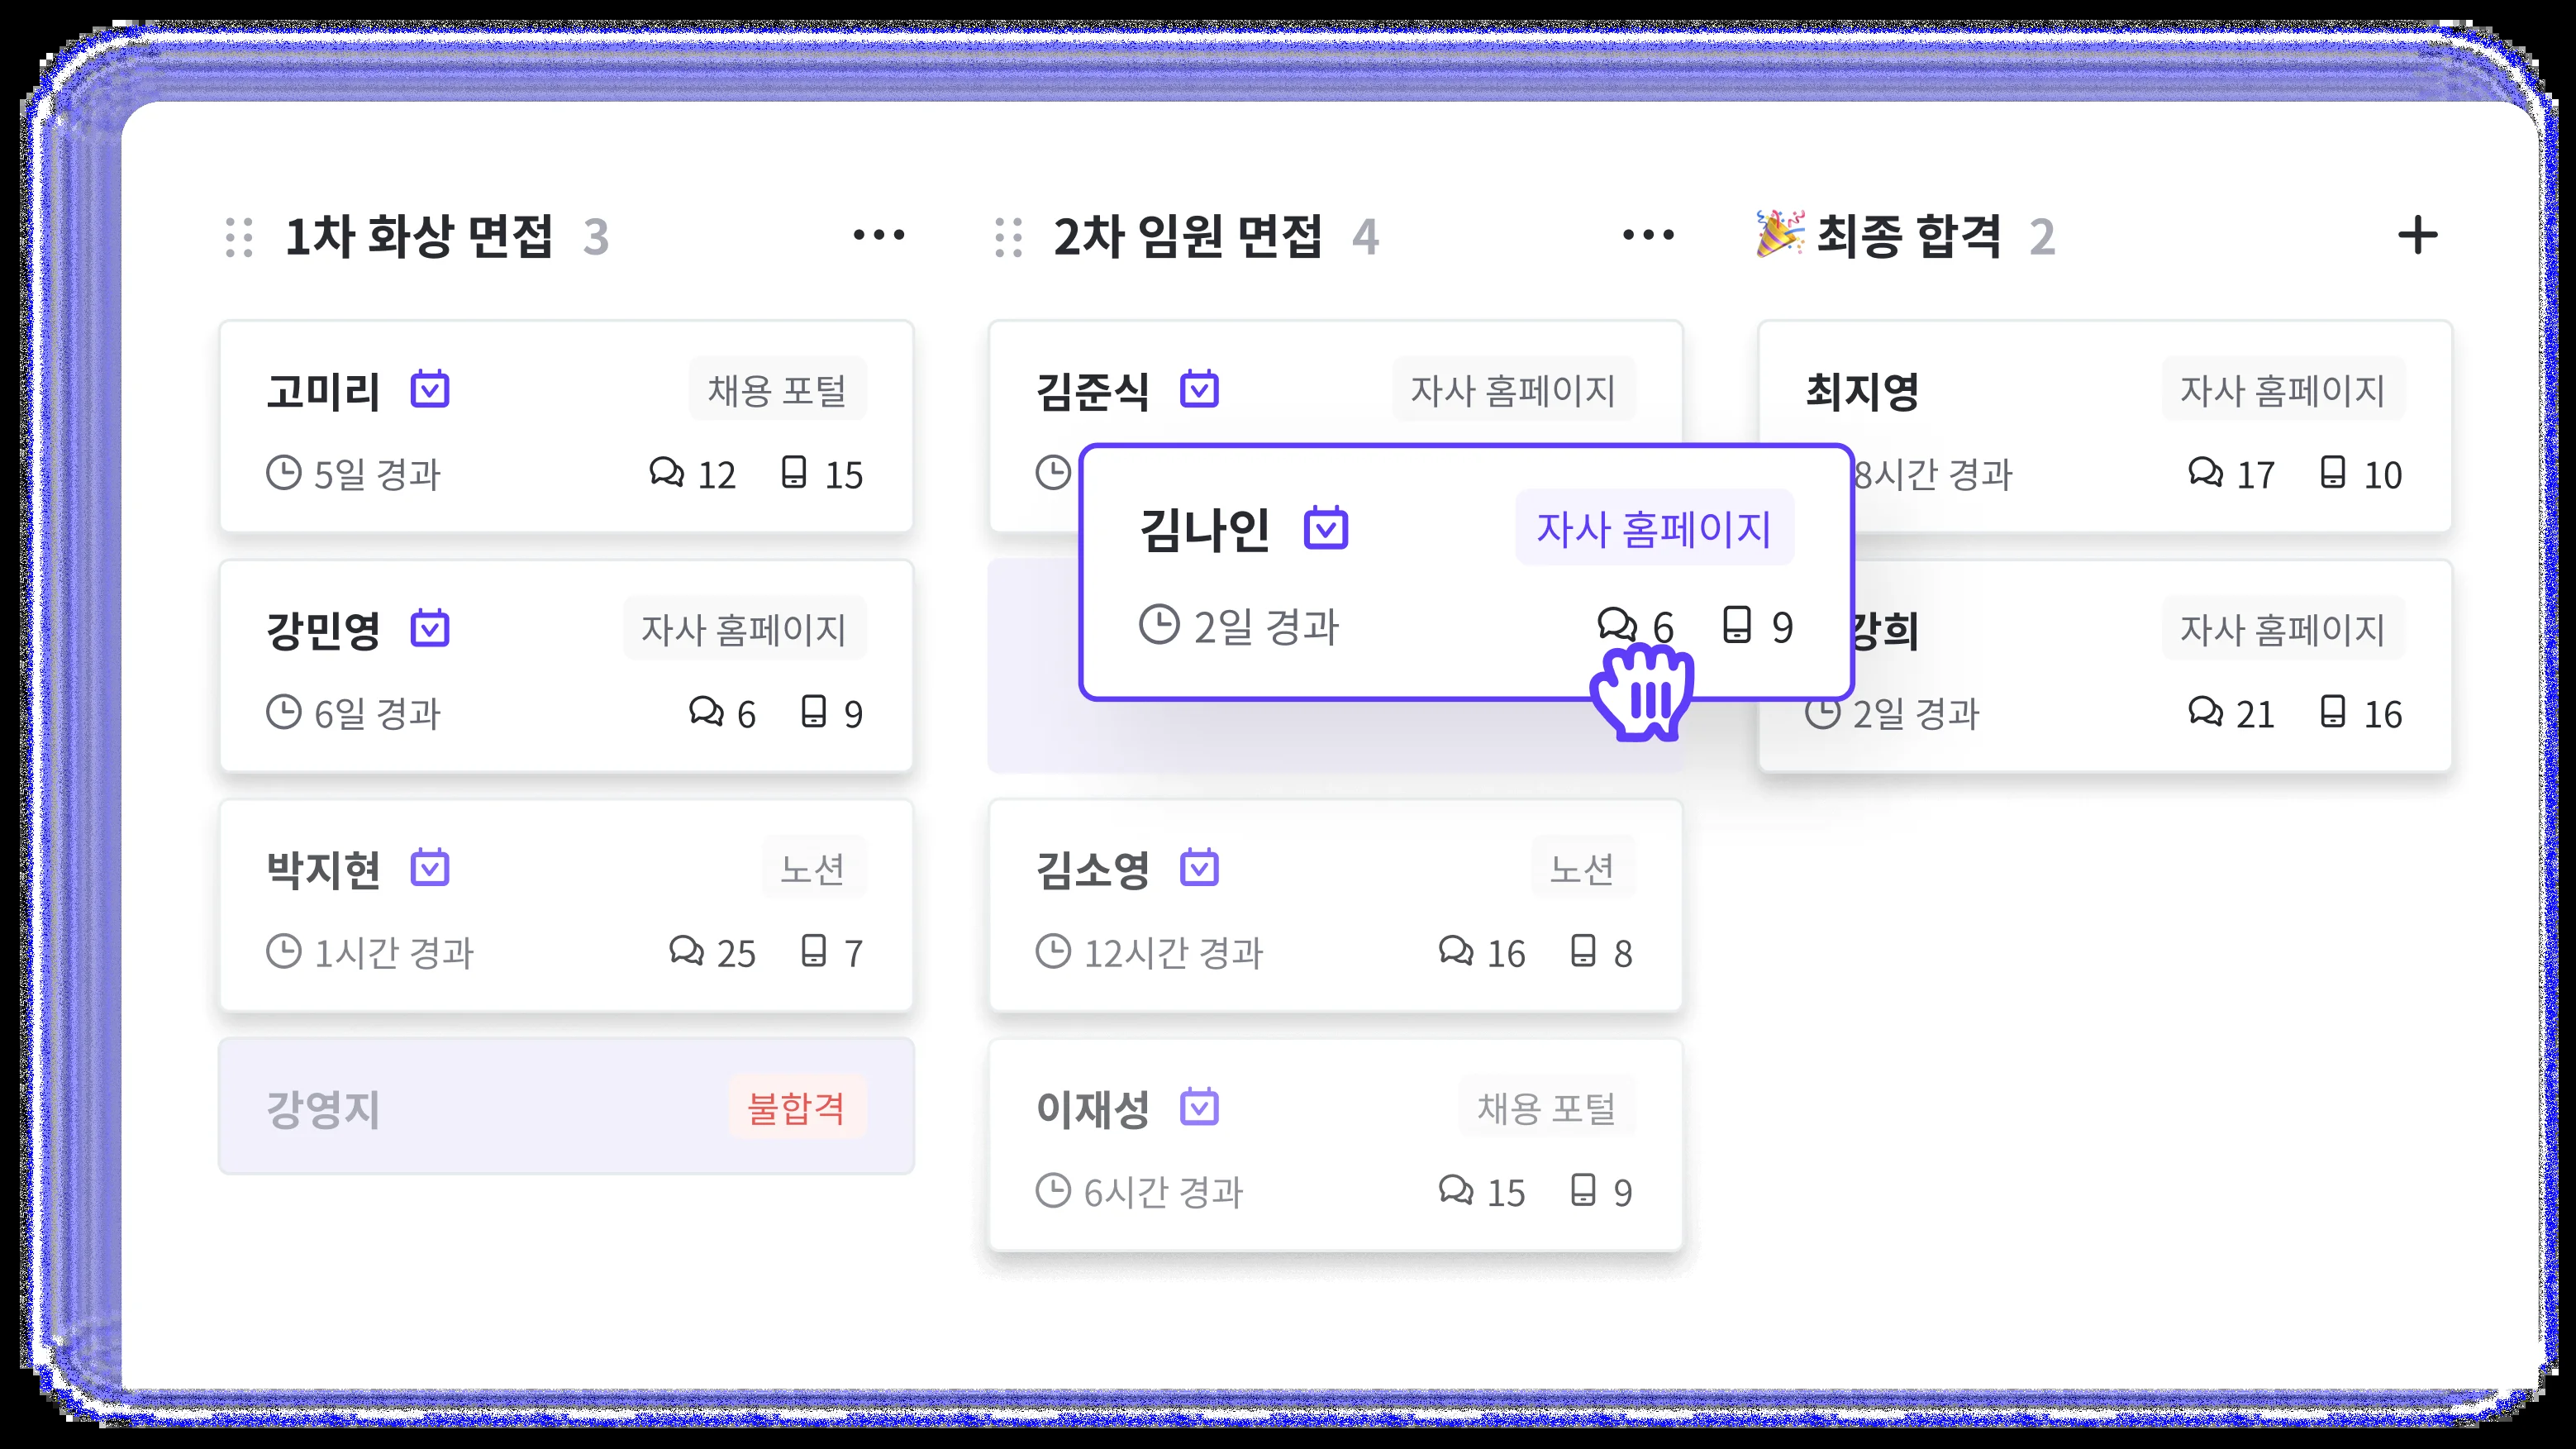 1차 화상 면접 3
고미리 채용 포털
5일 경과 12 15
강민영 자사 홈페이지
6일 경과 6 9
박지현 노션
1시간 경과 25 7
강영지 불합격
2차 임원 면접 4
김준식 자사 홈페이지
김나인 자사 홈페이지
2일 경과 6 9
김소영 노션
12시간 경과 16 8
이재성 채용 포털
6시간 경과 15 9
최종 합격 2
최지영 자사 홈페이지
8시간 경과 17 10
강희 자사 홈페이지
2일 경과 21 16